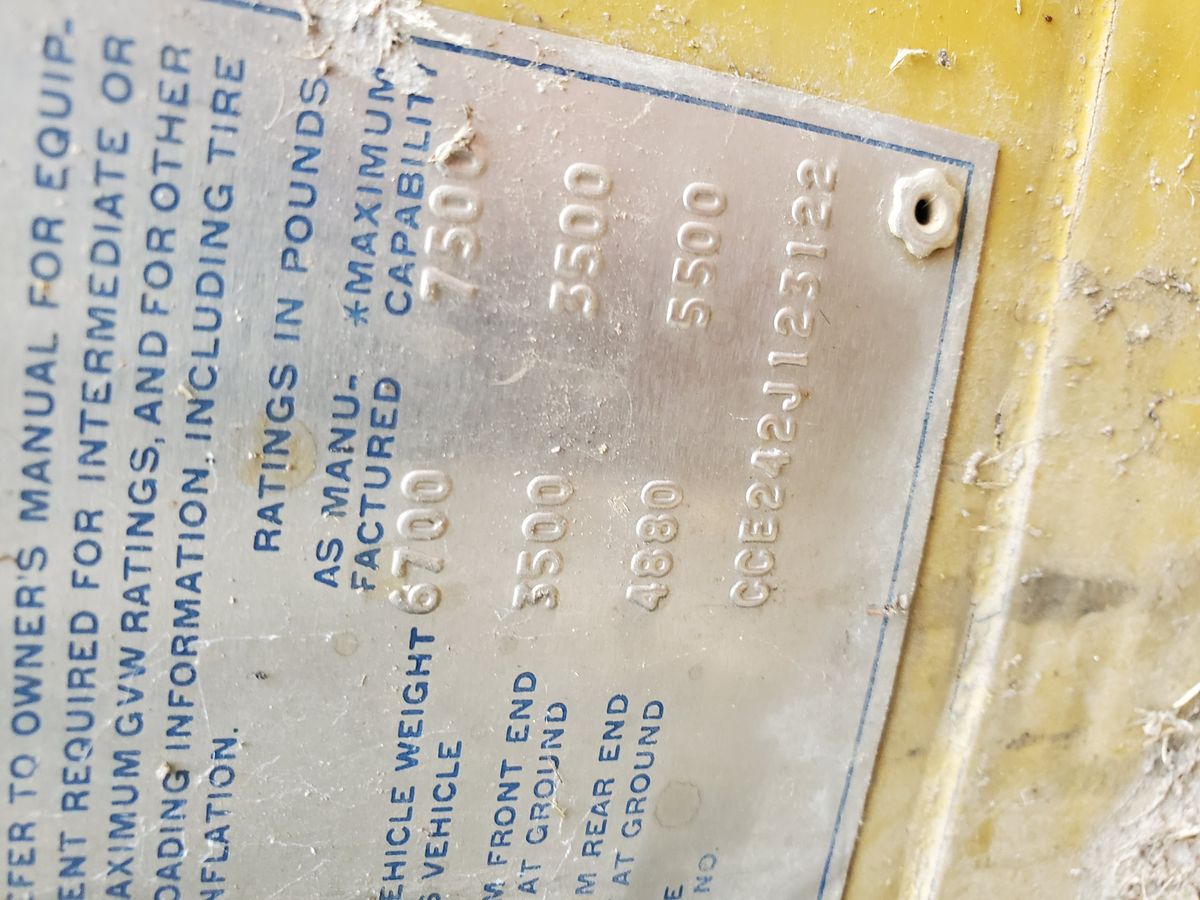 EFER TO OWNER'S MANUAL FOR EQUIP-
ENT REQUIRED FOR INTERMEDIATE OR
AXIMUM GVW RATINGS, AND FOR OTHER
OADING INFORMATION, INCLUDING TIRE
NFLATION.
RATINGS IN POUNDS
AS MANU- *MAXIMUM
FACTURED CAPABILITY
EHICLE WEIGHT 6700 7500
S VEHICLE
M FRONT END 3500 3500
AT GROUND
M REAR END 4880 5500
AT GROUND
E CCE242J123122
NO.